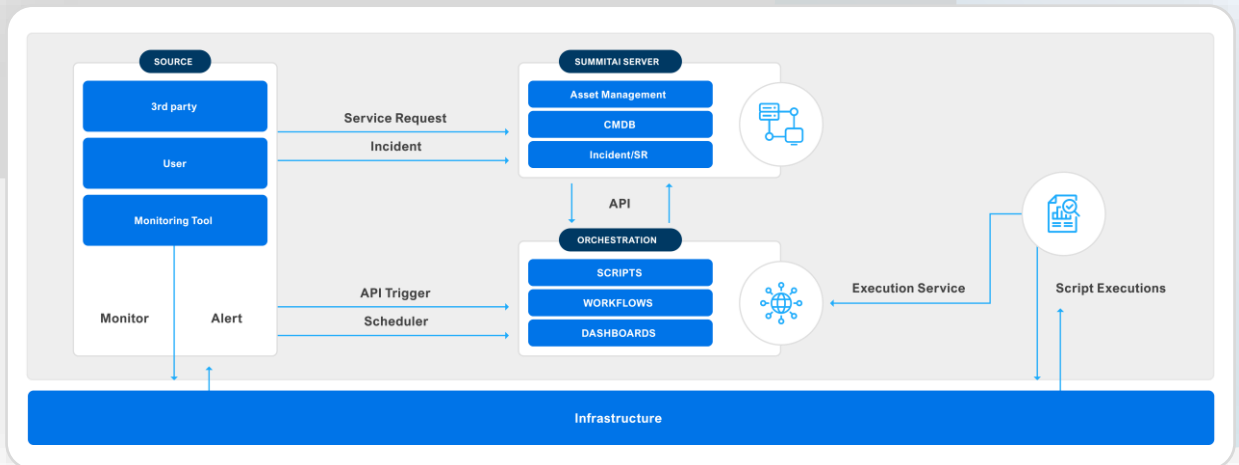 SOURCE
3rd party
User
Monitoring Tool
Monitor
Alert
Service Request
Incident
API Trigger
Scheduler
SUMMITAI SERVER
Asset Management
CMDB
Incident/SR
API
ORCHESTRATION
SCRIPTS
WORKFLOWS
DASHBOARDS
Execution Service
Script Executions
Infrastructure